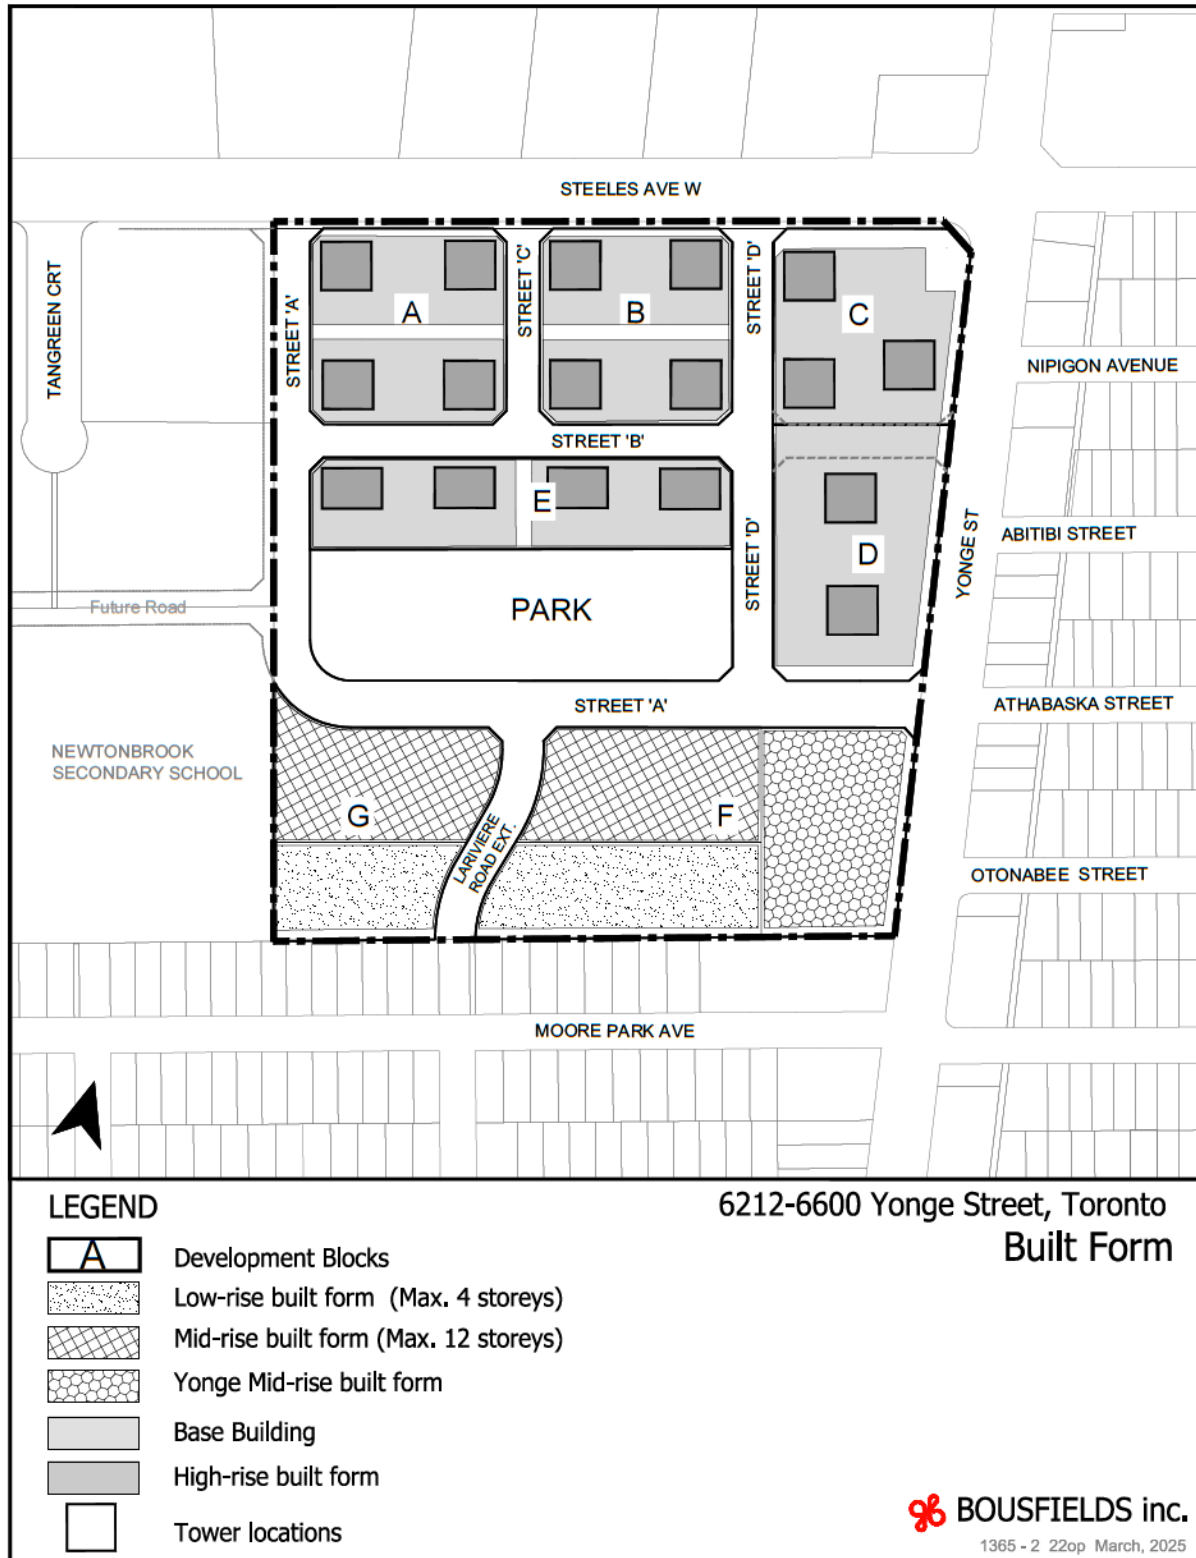 STEELES AVE W
TANGREEN CRT
STREET 'A'
STREET 'C'
STREET 'D'
A
B
C
NIPIGON AVENUE
STREET 'B'
E
STREET 'D'
D
YONGE ST
ABITIBI STREET
Future Road
PARK
STREET 'A'
ATHABASKA STREET
NEWTONBROOK
SECONDARY SCHOOL
G
F
LARIVIERE
ROAD EXT.
OTONABEE STREET
MOORE PARK AVE
LEGEND
6212-6600 Yonge Street, Toronto
Built Form
A
Development Blocks
Low-rise built form (Max. 4 storeys)
Mid-rise built form (Max. 12 storeys)
Yonge Mid-rise built form
Base Building
High-rise built form
Tower locations
BOUSFIELDS inc.
1365 - 2 22op March, 2025